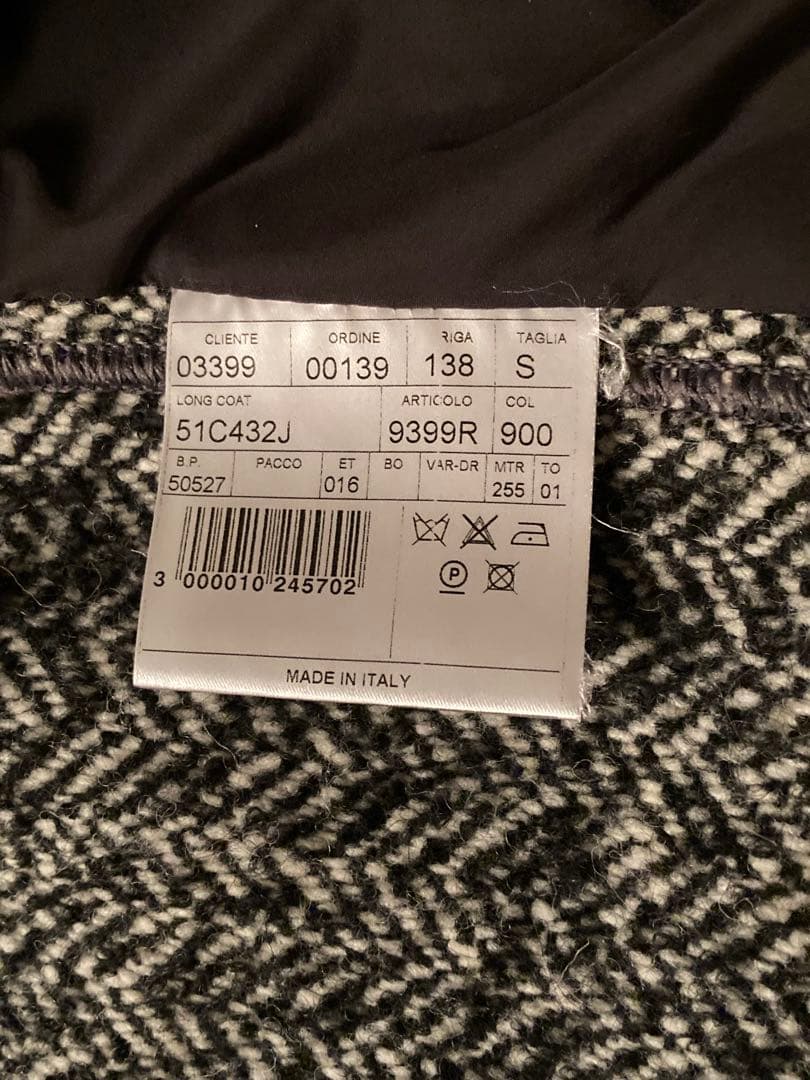 CLIENTE ORDINE RIGA TAGLIA
03399 00139 138 S
LONG COAT ARTICOLO COL
51C432J 9399R 900
B.P. PACCO ET BO VAR-DR MTR TO
50527 016 255 01
3 000010 245702
P
MADE IN ITALY